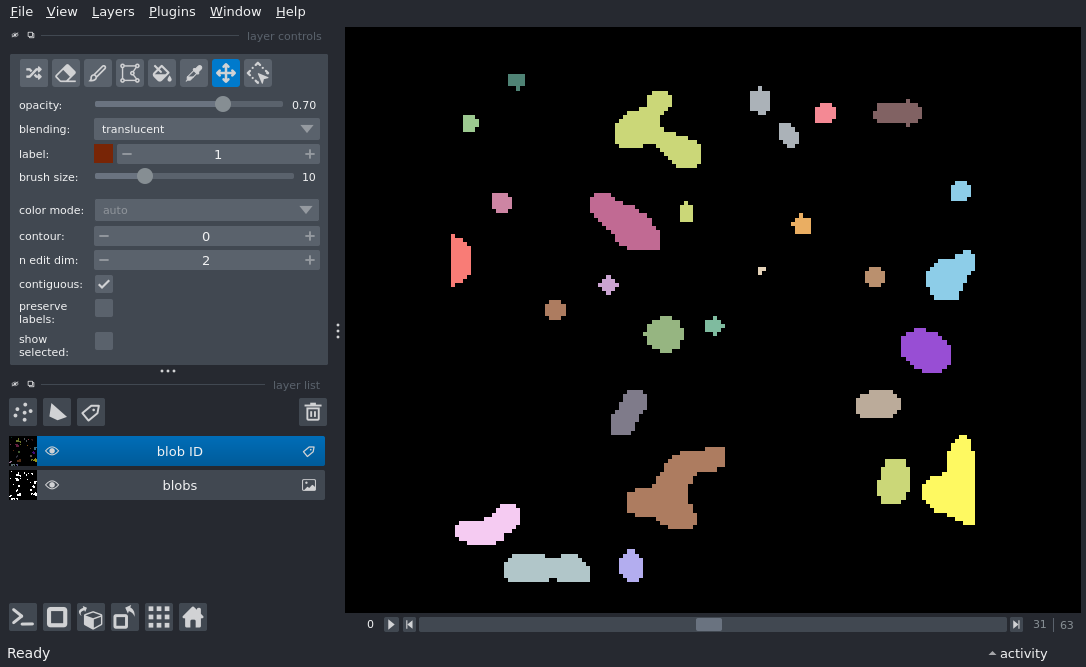 File View Layers Plugins Window Help
layer controls
opacity: 0.70
blending: translucent
label: 1
brush size: 10
color mode: auto
contour: 0
n edit dim: 2
contiguous:
preserve
labels:
show
selected:
layer list
blob ID
blobs
0 31 | 63
Ready activity